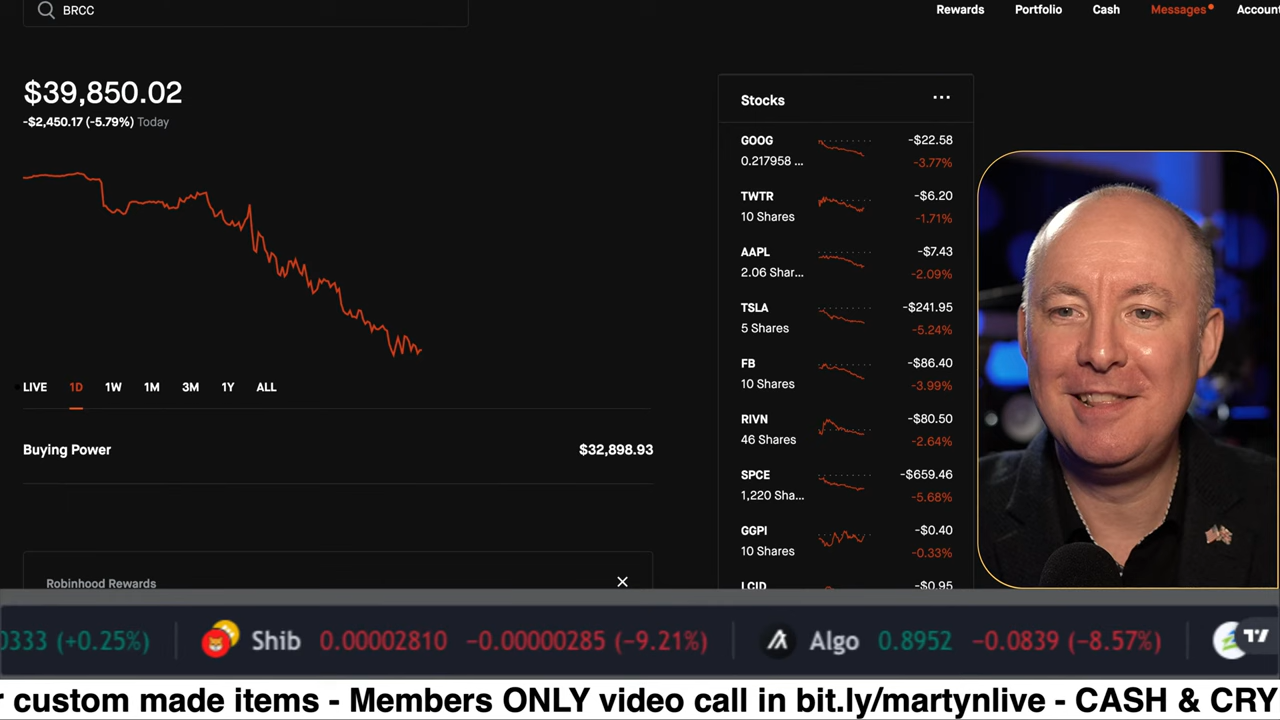 BRCC
Rewards Portfolio Cash Messages Account
$39,850.02
-$2,450.17 (-5.79%) Today
LIVE 1D 1W 1M 3M 1Y ALL
Buying Power $32,898.93
Robinhood Rewards
Stocks
GOOG -$22.58
0.217958 ... -3.77%
TWTR -$6.20
10 Shares -1.71%
AAPL -$7.43
2.06 Shar... -2.09%
TSLA -$241.95
5 Shares -5.24%
FB -$86.40
10 Shares -3.99%
RIVN -$80.50
46 Shares -2.64%
SPCE -$659.46
1,220 Sha... -5.68%
GGPI -$0.40
10 Shares -0.33%
LCID -$0.95
0333 (+0.25%) Shib 0.00002810 −0.00000285 (−9.21%) Algo 0.8952 −0.0839 (−8.57%)
r custom made items - Members ONLY video call in bit.ly/martynlive - CASH & CRY